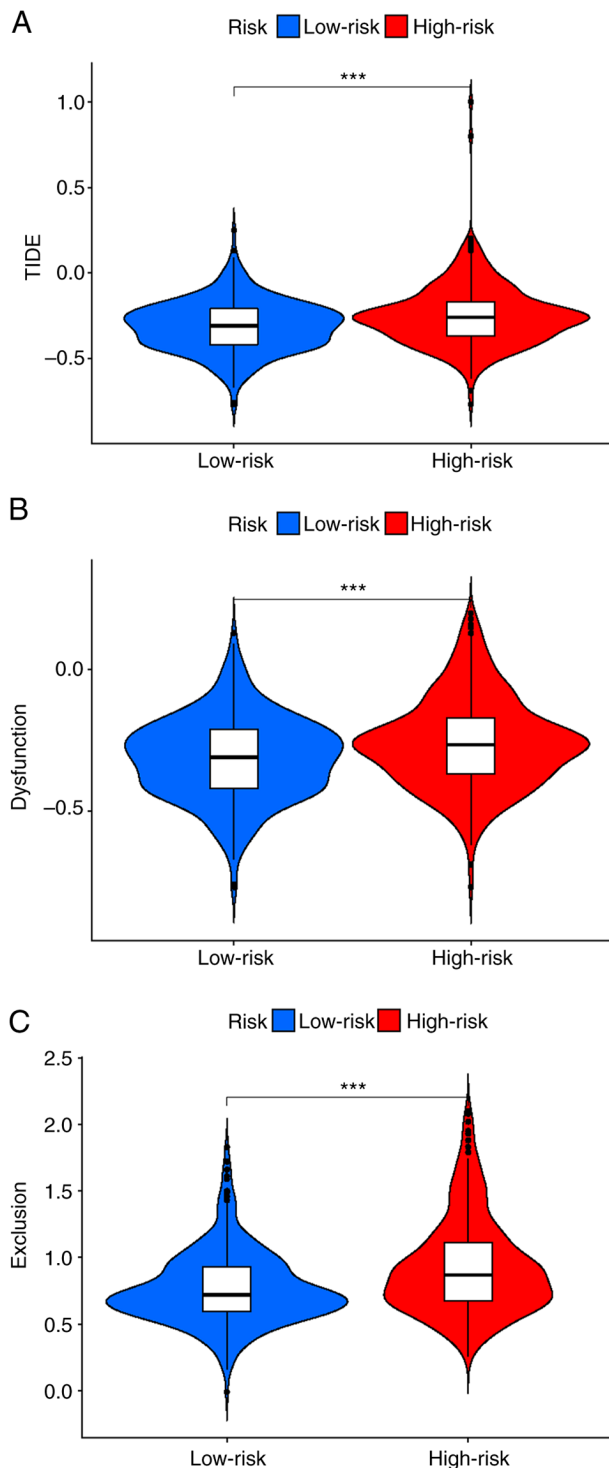 A
Risk Low-risk High-risk
***
1.0
0.5
0.0
−0.5
TIDE
Low-risk High-risk
B
Risk Low-risk High-risk
***
0.0
−0.5
Dysfunction
Low-risk High-risk
C
Risk Low-risk High-risk
2.5
***
2.0
1.5
1.0
0.5
0.0
Exclusion
Low-risk High-risk